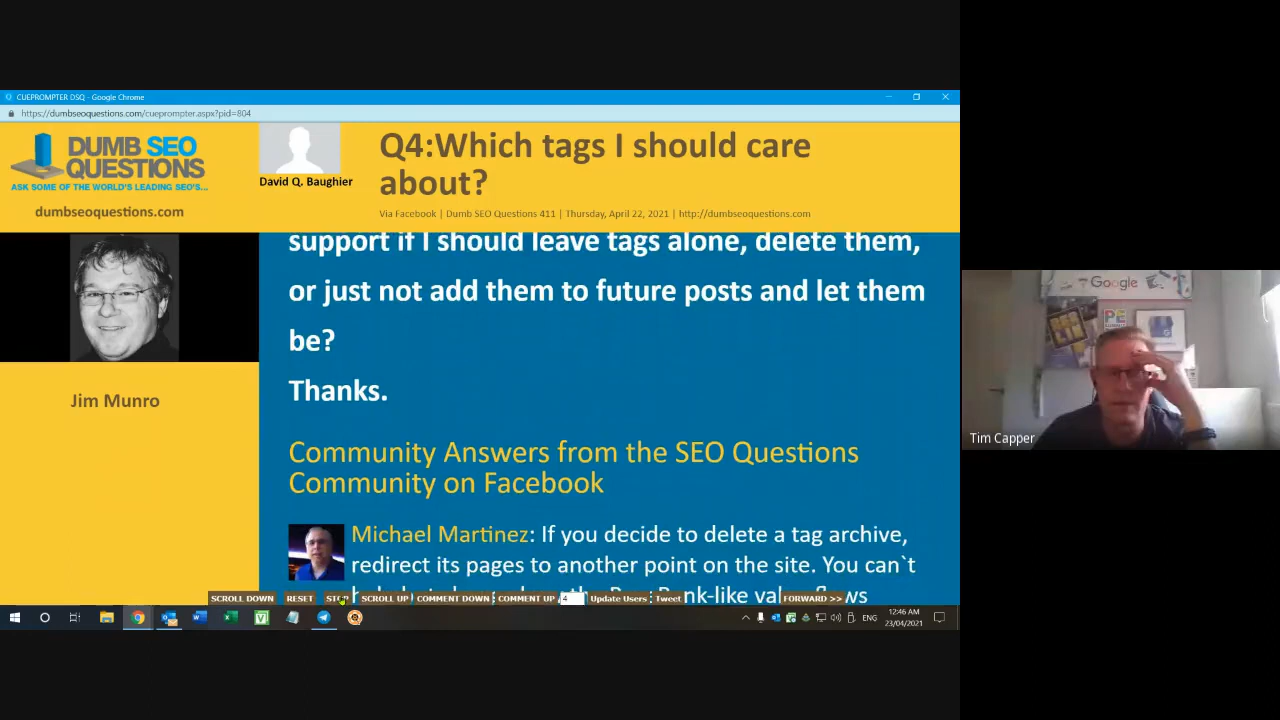 CUEPROMPTER DSQ - Google Chrome
https://dumbseoquestions.com/cueprompter.aspx?pid=804
DUMB SEO
QUESTIONS
ASK SOME OF THE WORLD'S LEADING SEO'S...
dumbseoquestions.com
David Q. Baughier
Q4:Which tags I should care
about?
Via Facebook | Dumb SEO Questions 411 | Thursday, April 22, 2021 | http://dumbseoquestions.com
Jim Munro
support if I should leave tags alone, delete them,
or just not add them to future posts and let them
be?
Thanks.
Community Answers from the SEO Questions
Community on Facebook
Michael Martinez: If you decide to delete a tag archive,
redirect its pages to another point on the site. You can`t
SCROLL DOWN RESET STOP SCROLL UP COMMENT DOWN COMMENT UP 4 Update Users Tweet FORWARD >>
ENG
12:46 AM
23/04/2021
Google
Tim Capper